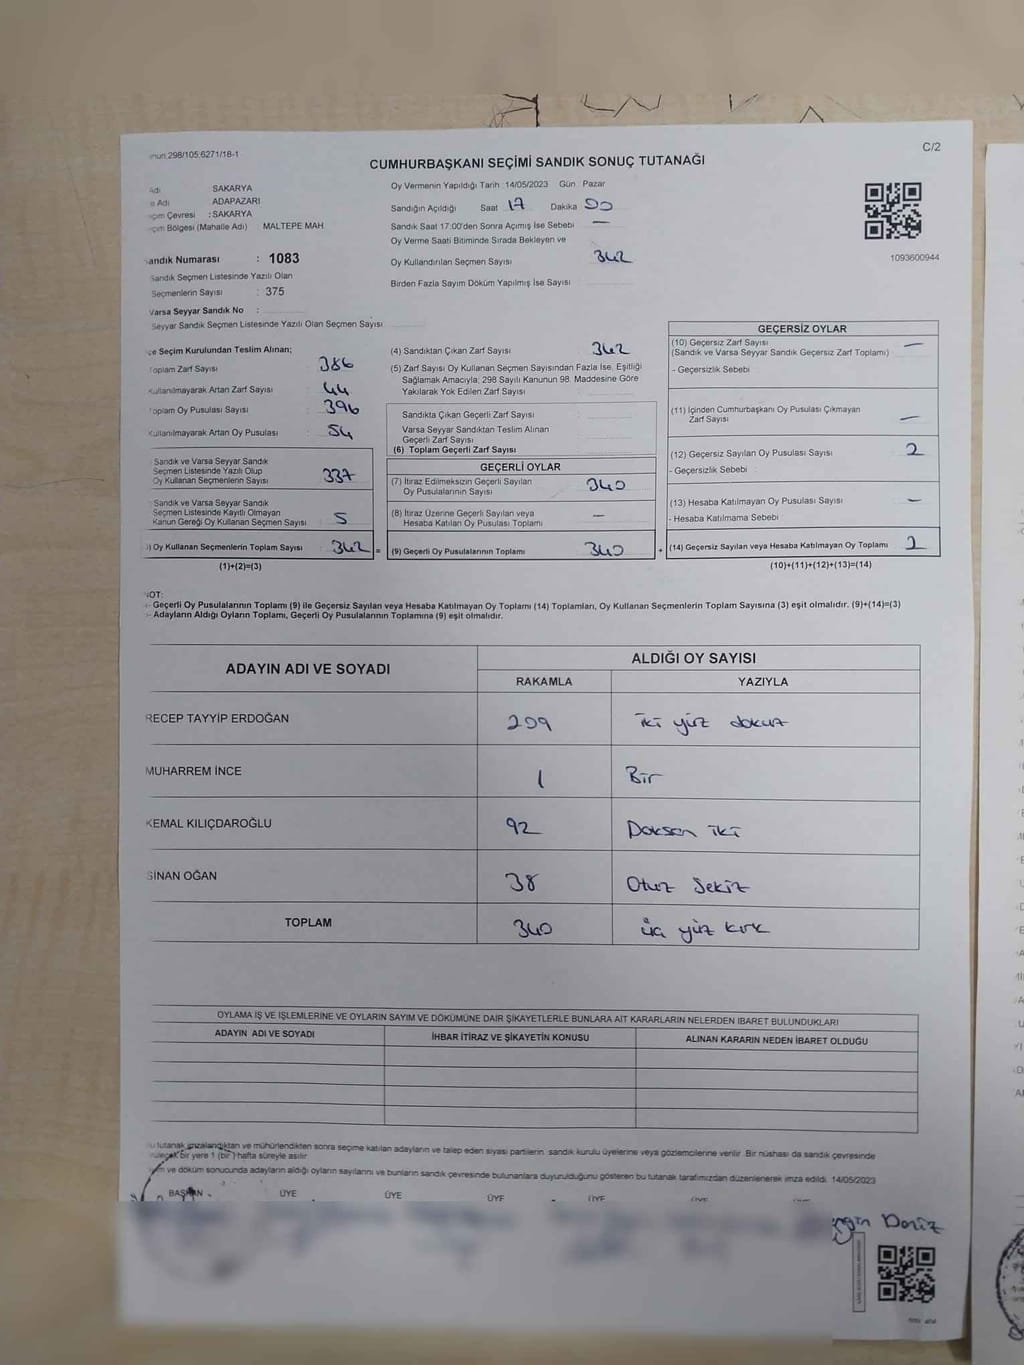 298/105.6271/18-1
C/2
CUMHURBAŞKANI SEÇİMİ SANDIK SONUÇ TUTANAĞI
Adı SAKARYA
Adı ADAPAZARI
Çevresi : SAKARYA
Bölgesi (Mahalle Adı) MALTEPE MAH.
Sandık Numarası : 1083
Sandık Seçmen Listesinde Yazılı Olan
Seçmenlerin Sayısı : 375
Varsa Seyyar Sandık No :
Seyyar Sandık Seçmen Listesinde Yazılı Olan Seçmen Sayısı
Oy Vermenin Yapıldığı Tarih 14/05/2023 Gün Pazar
Sandığın Açıldığı Saat 17 Dakika 00
Sandık Saat 17:00'den Sonra Açımış İse Sebebi —
Oy Verme Saati Bitiminde Sırada Bekleyen ve
Oy Kullandırılan Seçmen Sayısı 342
Birden Fazla Sayım Döküm Yapılmış İse Sayısı
1093600944
Seçim Kurulundan Teslim Alınan;
Toplam Zarf Sayısı 386
Kullanılmayarak Artan Zarf Sayısı 44
Toplam Oy Pusulası Sayısı 396
Kullanılmayarak Artan Oy Pusulası 54
Sandık ve Varsa Seyyar Sandık
Seçmen Listesinde Yazılı Olup
Oy Kullanan Seçmenlerin Sayısı 337
Sandık ve Varsa Seyyar Sandık
Seçmen Listesinde Kayıtlı Olmayan
Kanun Gereği Oy Kullanan Seçmen Sayısı 5
) Oy Kullanan Seçmenlerin Toplam Sayısı : 342 =
(1)+(2)=(3)
(4) Sandıktan Çıkan Zarf Sayısı 342
(5) Zarf Sayısı Oy Kullanan Seçmen Sayısından Fazla İse, Eşitliği
Sağlamak Amacıyla, 298 Sayılı Kanunun 98. Maddesine Göre
Yakılarak Yok Edilen Zarf Sayısı
Sandıkta Çıkan Geçerli Zarf Sayısı
Varsa Seyyar Sandıktan Teslim Alınan
Geçerli Zarf Sayısı
(6) Toplam Geçerli Zarf Sayısı
GEÇERLİ OYLAR
(7) İtiraz Edilmeksizin Geçerli Sayılan
Oy Pusulalarının Sayısı 340
(8) İtiraz Üzerine Geçerli Sayılan veya
Hesaba Katılan Oy Pusulası Toplamı —
(9) Geçerli Oy Pusulalarının Toplamı 340 +
GEÇERSİZ OYLAR
(10) Geçersiz Zarf Sayısı —
(Sandık ve Varsa Seyyar Sandık Geçersiz Zarf Toplamı)
- Geçersizlik Sebebi
(11) İçinden Cumhurbaşkanı Oy Pusulası Çıkmayan
Zarf Sayısı —
(12) Geçersiz Sayılan Oy Pusulası Sayısı 2
- Geçersizlik Sebebi
(13) Hesaba Katılmayan Oy Pusulası Sayısı —
- Hesaba Katılmama Sebebi
(14) Geçersiz Sayılan veya Hesaba Katılmayan Oy Toplamı 2
(10)+(11)+(12)+(13)=(14)
NOT:
- Geçerli Oy Pusulalarının Toplamı (9) ile Geçersiz Sayılan veya Hesaba Katılmayan Oy Toplamı (14) Toplamları, Oy Kullanan Seçmenlerin Toplam Sayısına (3) eşit olmalıdır. (9)+(14)=(3)
- Adayların Aldığı Oyların Toplamı, Geçerli Oy Pusulalarının Toplamına (9) eşit olmalıdır.
ADAYIN ADI VE SOYADI
ALDIĞI OY SAYISI
RAKAMLA YAZIYLA
RECEP TAYYİP ERDOĞAN 209 iki yüz dokuz
MUHARREM İNCE 1 Bir
KEMAL KILIÇDAROĞLU 92 Doksan iki
SİNAN OĞAN 38 Otuz Sekiz
TOPLAM 340 üç yüz kırk
OYLAMA İŞ VE İŞLEMLERİNE VE OYLARIN SAYIM VE DÖKÜMÜNE DAİR ŞİKAYETLERLE BUNLARA AİT KARARLARIN NELERDEN İBARET BULUNDUKLARI
ADAYIN ADI VE SOYADI İHBAR İTİRAZ VE ŞİKAYETİN KONUSU ALINAN KARARIN NEDEN İBARET OLDUĞU
tutanak imzalandıktan ve mühürlendikten sonra seçime katılan adayların ve talep eden siyasi partilerin sandık kurulu üyelerine veya gözlemcilerine verilir. Bir nüshası da sandık çevresinde
bir yere 1 (bir) hafta süreyle asılır.
ve döküm sonucunda adayların aldığı oyların sayılarını ve bunların sandık çevresinde bulunanlara duyurulduğunu gösteren bu tutanak tarafımızdan düzenlenerek imza edildi. 14/05/2023
BAŞKAN ÜYE ÜYE ÜYE ÜYE ÜYE
Deniz